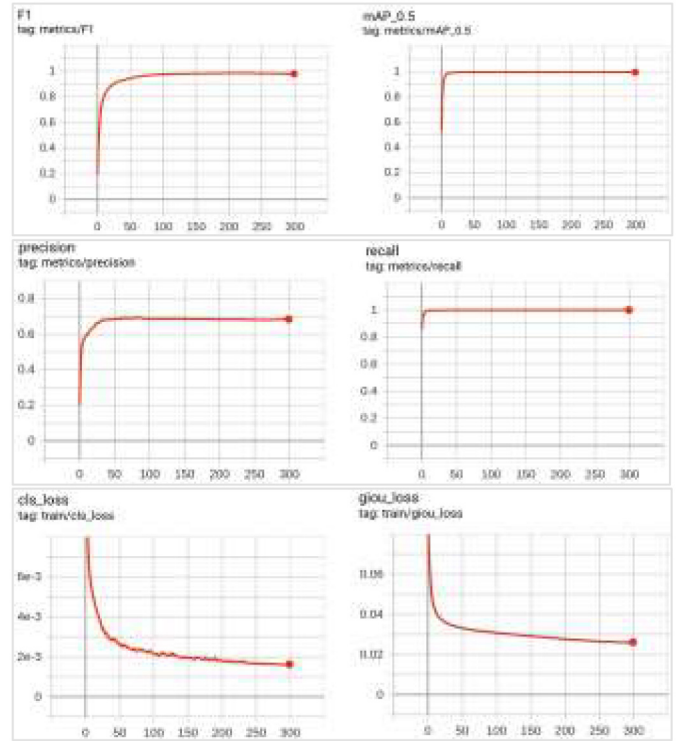 F1
tag: metrics/F1
1
0.8
0.6
0.4
0.2
0
0 50 100 150 200 250 300
mAP_0.5
tag: metrics/mAP_0.5
1
0.8
0.6
0.4
0.2
0
0 50 100 150 200 250 300
precision
tag: metrics/precision
0.8
0.6
0.4
0.2
0
0 50 100 150 200 250 300
recall
tag: metrics/recall
1
0.8
0.6
0.4
0.2
0
0 50 100 150 200 250 300
cls_loss
tag: train/cls_loss
6e-3
4e-3
2e-3
0
0 50 100 150 200 250 300
giou_loss
tag: train/giou_loss
0.06
0.04
0.02
0
0 50 100 150 200 250 300